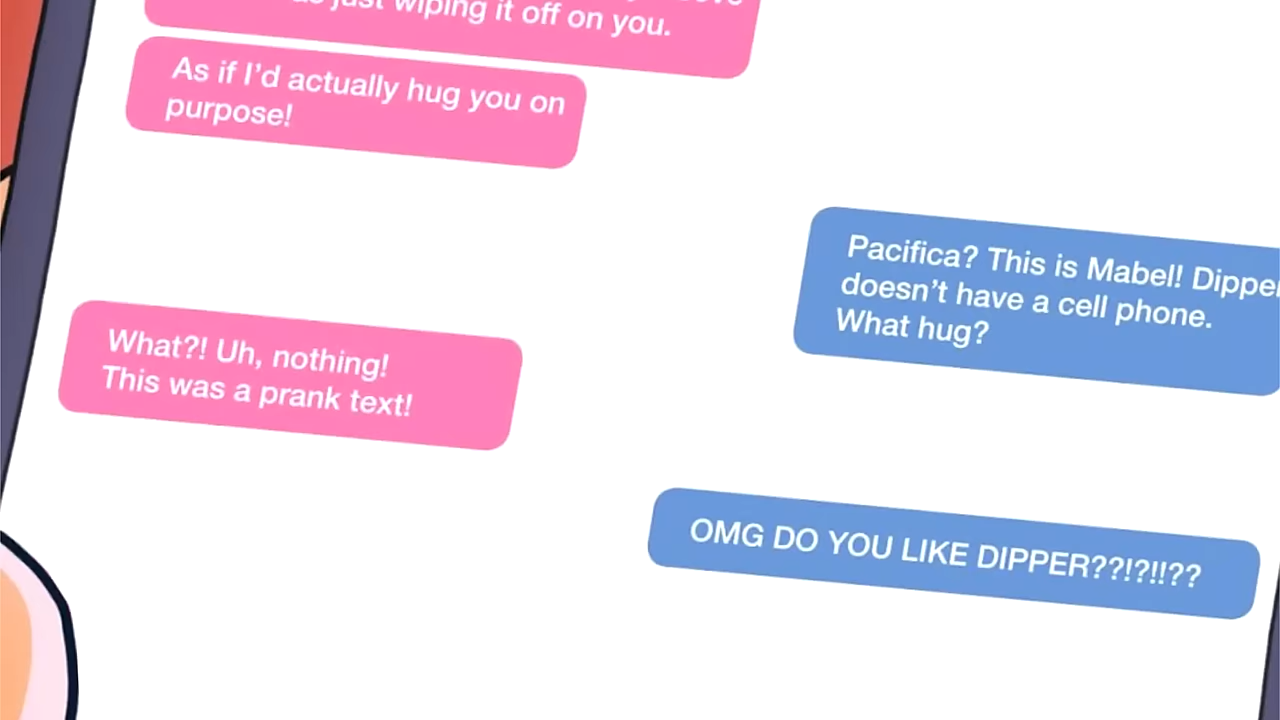 just wiping it off on you.
As if I'd actually hug you on
purpose!
Pacifica? This is Mabel! Dipper
doesn't have a cell phone.
What hug?
What?! Uh, nothing!
This was a prank text!
OMG DO YOU LIKE DIPPER??!?!!??